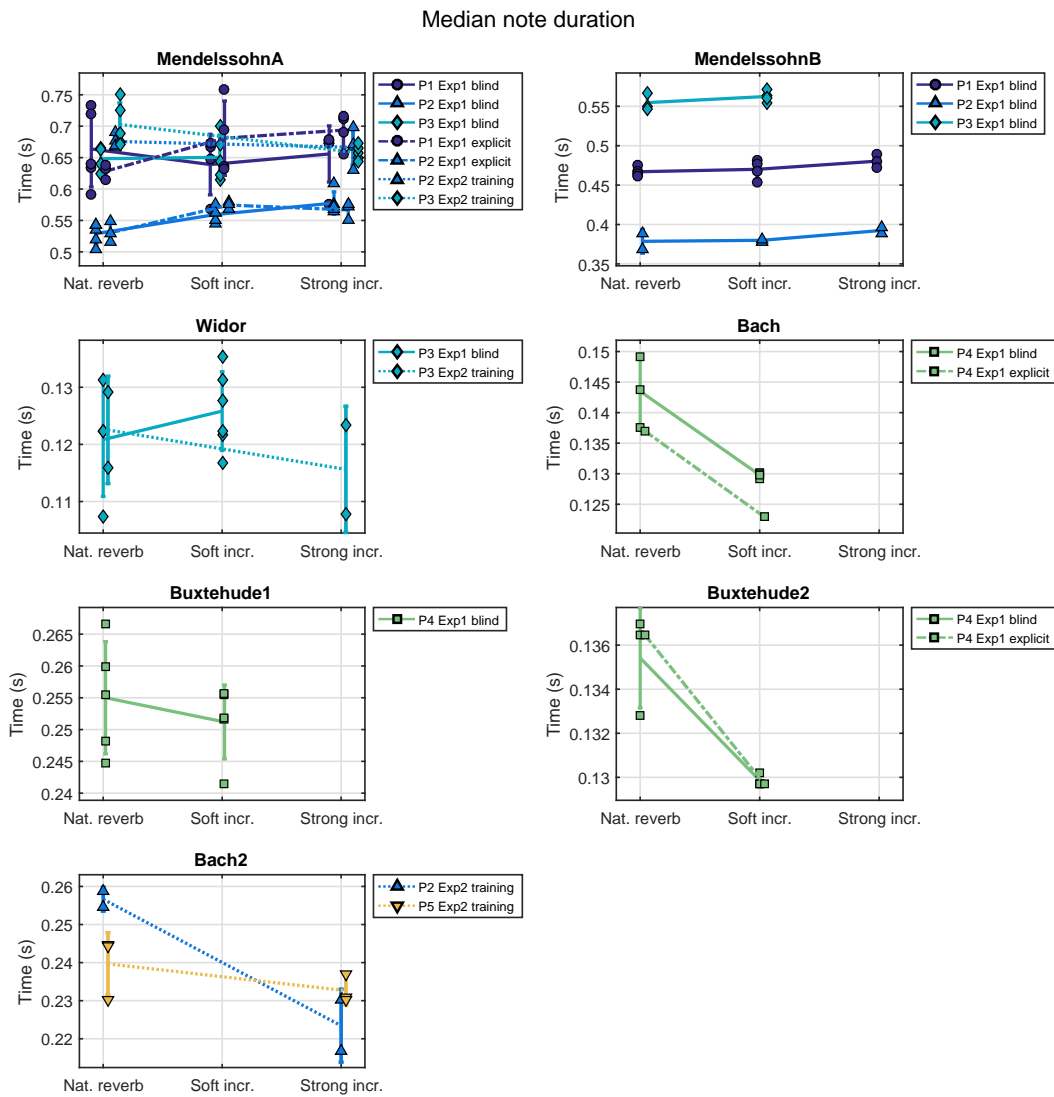 Median note duration
MendelssohnA
Time (s)
0.75
0.7
0.65
0.6
0.55
0.5
Nat. reverb Soft incr. Strong incr.
P1 Exp1 blind
P2 Exp1 blind
P3 Exp1 blind
P1 Exp1 explicit
P2 Exp1 explicit
P2 Exp2 training
P3 Exp2 training
MendelssohnB
Time (s)
0.55
0.5
0.45
0.4
0.35
Nat. reverb Soft incr. Strong incr.
P1 Exp1 blind
P2 Exp1 blind
P3 Exp1 blind
Widor
Time (s)
0.13
0.12
0.11
Nat. reverb Soft incr. Strong incr.
P3 Exp1 blind
P3 Exp2 training
Bach
Time (s)
0.15
0.145
0.14
0.135
0.13
0.125
Nat. reverb Soft incr. Strong incr.
P4 Exp1 blind
P4 Exp1 explicit
Buxtehude1
Time (s)
0.265
0.26
0.255
0.25
0.245
0.24
Nat. reverb Soft incr. Strong incr.
P4 Exp1 blind
Buxtehude2
Time (s)
0.136
0.134
0.132
0.13
Nat. reverb Soft incr. Strong incr.
P4 Exp1 blind
P4 Exp1 explicit
Bach2
Time (s)
0.26
0.25
0.24
0.23
0.22
Nat. reverb Soft incr. Strong incr.
P2 Exp2 training
P5 Exp2 training